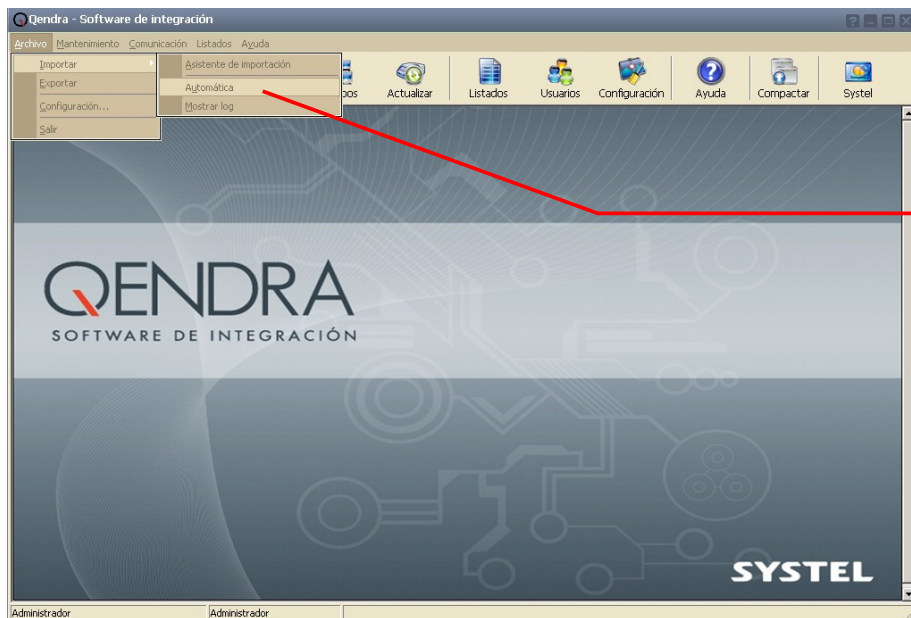 Qendra - Software de integración
Archivo Mantenimiento Comunicación Listados Ayuda
Importar
Exportar
Configuración...
Salir
Asistente de importación
Automática
Mostrar log
Actualizar Listados Usuarios Configuración Ayuda Compactar Systel
QENDRA
SOFTWARE DE INTEGRACIÓN
SYSTEL
Administrador Administrador